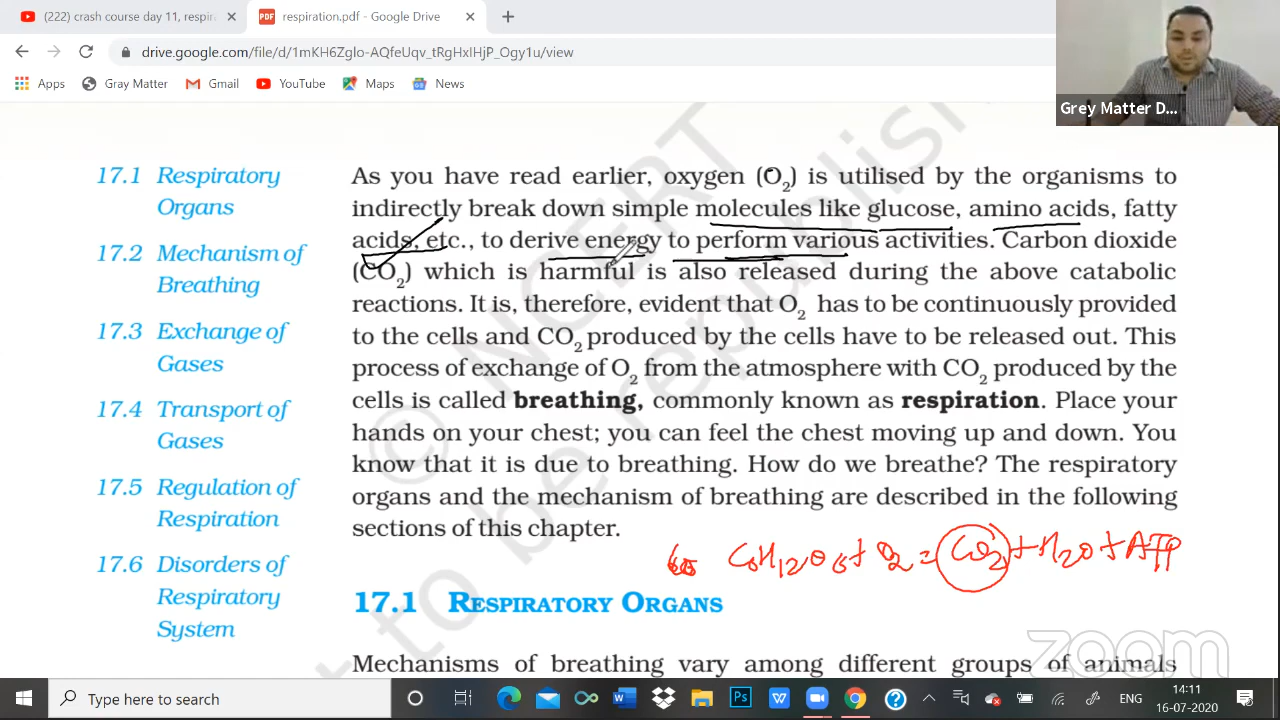 (222) crash course day 11, respir
respiration.pdf - Google Drive
drive.google.com/file/d/1mKH6Zglo-AQfeUqv_tRgHxIHjP_Ogy1u/view
Apps Gray Matter Gmail YouTube Maps News
Grey Matter D...
17.1 Respiratory
Organs
17.2 Mechanism of
Breathing
17.3 Exchange of
Gases
17.4 Transport of
Gases
17.5 Regulation of
Respiration
17.6 Disorders of
Respiratory
System
As you have read earlier, oxygen (O₂) is utilised by the organisms to
indirectly break down simple molecules like glucose, amino acids, fatty
acids, etc., to derive energy to perform various activities. Carbon dioxide
(CO₂) which is harmful is also released during the above catabolic
reactions. It is, therefore, evident that O₂ has to be continuously provided
to the cells and CO₂ produced by the cells have to be released out. This
process of exchange of O₂ from the atmosphere with CO₂ produced by the
cells is called breathing, commonly known as respiration. Place your
hands on your chest; you can feel the chest moving up and down. You
know that it is due to breathing. How do we breathe? The respiratory
organs and the mechanism of breathing are described in the following
sections of this chapter.
C₆H₁₂O₆ + O₂ = CO₂ + H₂O + ATP
17.1 RESPIRATORY ORGANS
Mechanisms of breathing vary among different groups of animals
© NCERT
not to be republish
zoom
Type here to search
ENG
14:11
16-07-2020